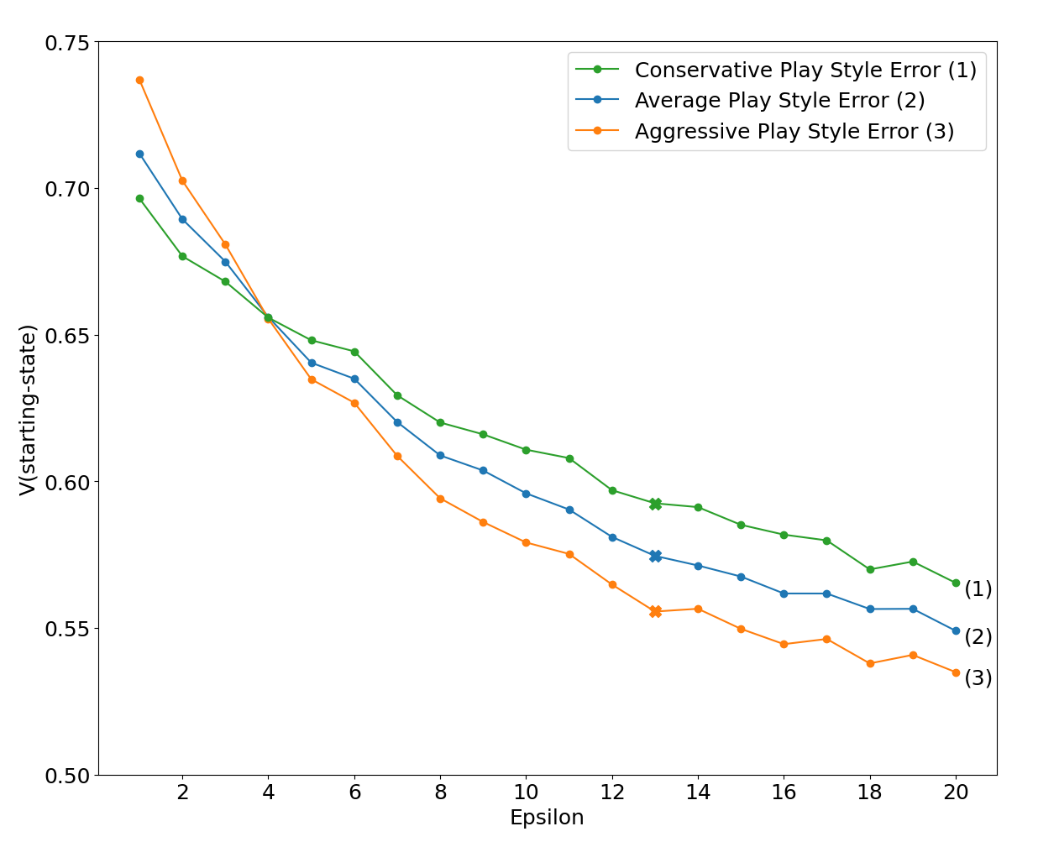 0.75
0.70
0.65
0.60
0.55
0.50
V(starting-state)
Conservative Play Style Error (1)
Average Play Style Error (2)
Aggressive Play Style Error (3)
(1)
(2)
(3)
2 4 6 8 10 12 14 16 18 20
Epsilon